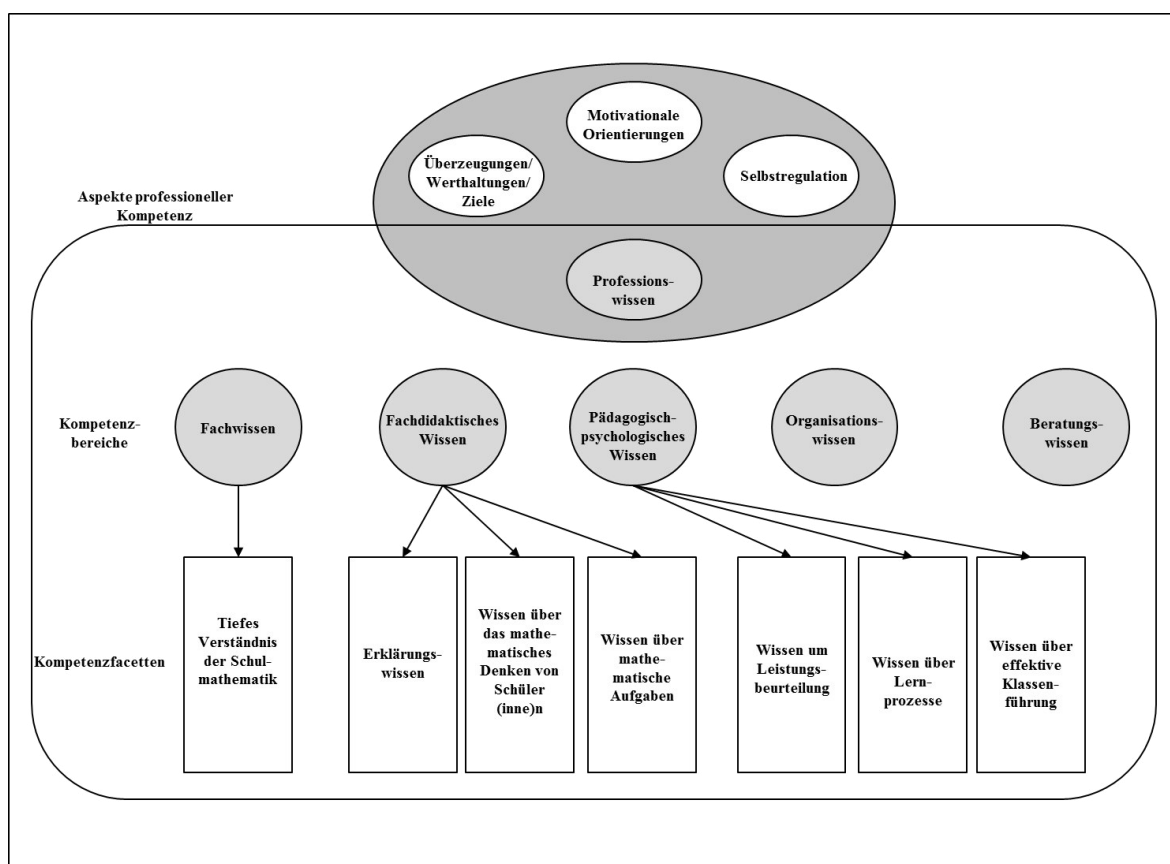 Motivationale
Orientierungen
Überzeugungen/
Werthaltungen/
Ziele
Selbstregulation
Aspekte professioneller
Kompetenz
Professions-
wissen
Kompetenz-
bereiche
Fachwissen
Fachdidaktisches
Wissen
Pädagogisch-
psychologisches
Wissen
Organisations-
wissen
Beratungs-
wissen
Kompetenzfacetten
Tiefes
Verständnis
der Schul-
mathematik
Erklärungs-
wissen
Wissen über
das mathe-
matisches
Denken von
Schüler
(inne)n
Wissen über
mathe-
matische
Aufgaben
Wissen um
Leistungs-
beurteilung
Wissen über
Lern-
prozesse
Wissen über
effektive
Klassen-
führung